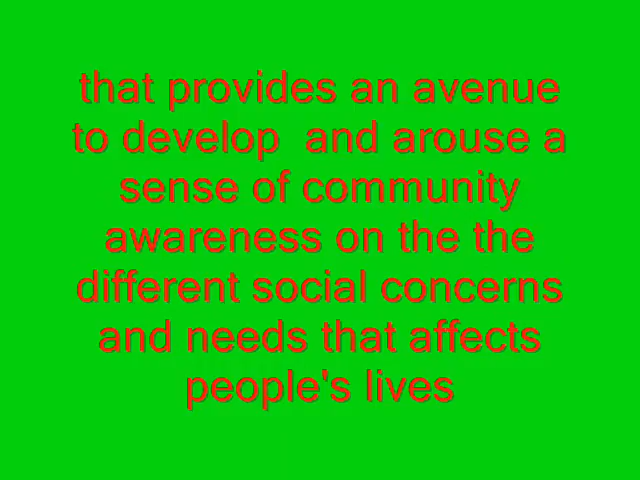 that provides an avenue
to develop  and arouse a
sense of community
awareness on the the
different social concerns
and needs that affects
people's lives